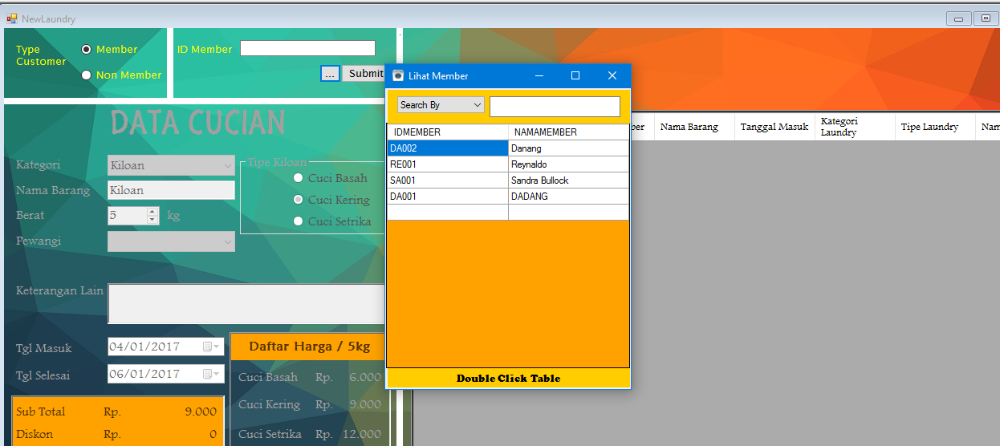 NewLaundry
Type Customer
Member
Non Member
ID Member
...
Submit
Lihat Member
Search By
IDMEMBER NAMAMEMBER
DA002 Danang
RE001 Reynaldo
SA001 Sandra Bullock
DA001 DADANG
Double Click Table
Nama Barang
Tanggal Masuk
Kategori Laundry
Tipe Laundry
DATA CUCIAN
Kategori Kiloan
Nama Barang Kiloan
Berat 5 kg
Pewangi
Tipe Kiloan
Cuci Basah
Cuci Kering
Cuci Setrika
Keterangan Lain
Tgl Masuk 04/01/2017
Tgl Selesai 06/01/2017
Daftar Harga / 5kg
Cuci Basah Rp. 6.000
Cuci Kering Rp. 9.000
Cuci Setrika Rp. 12.000
Sub Total Rp. 9.000
Diskon Rp. 0